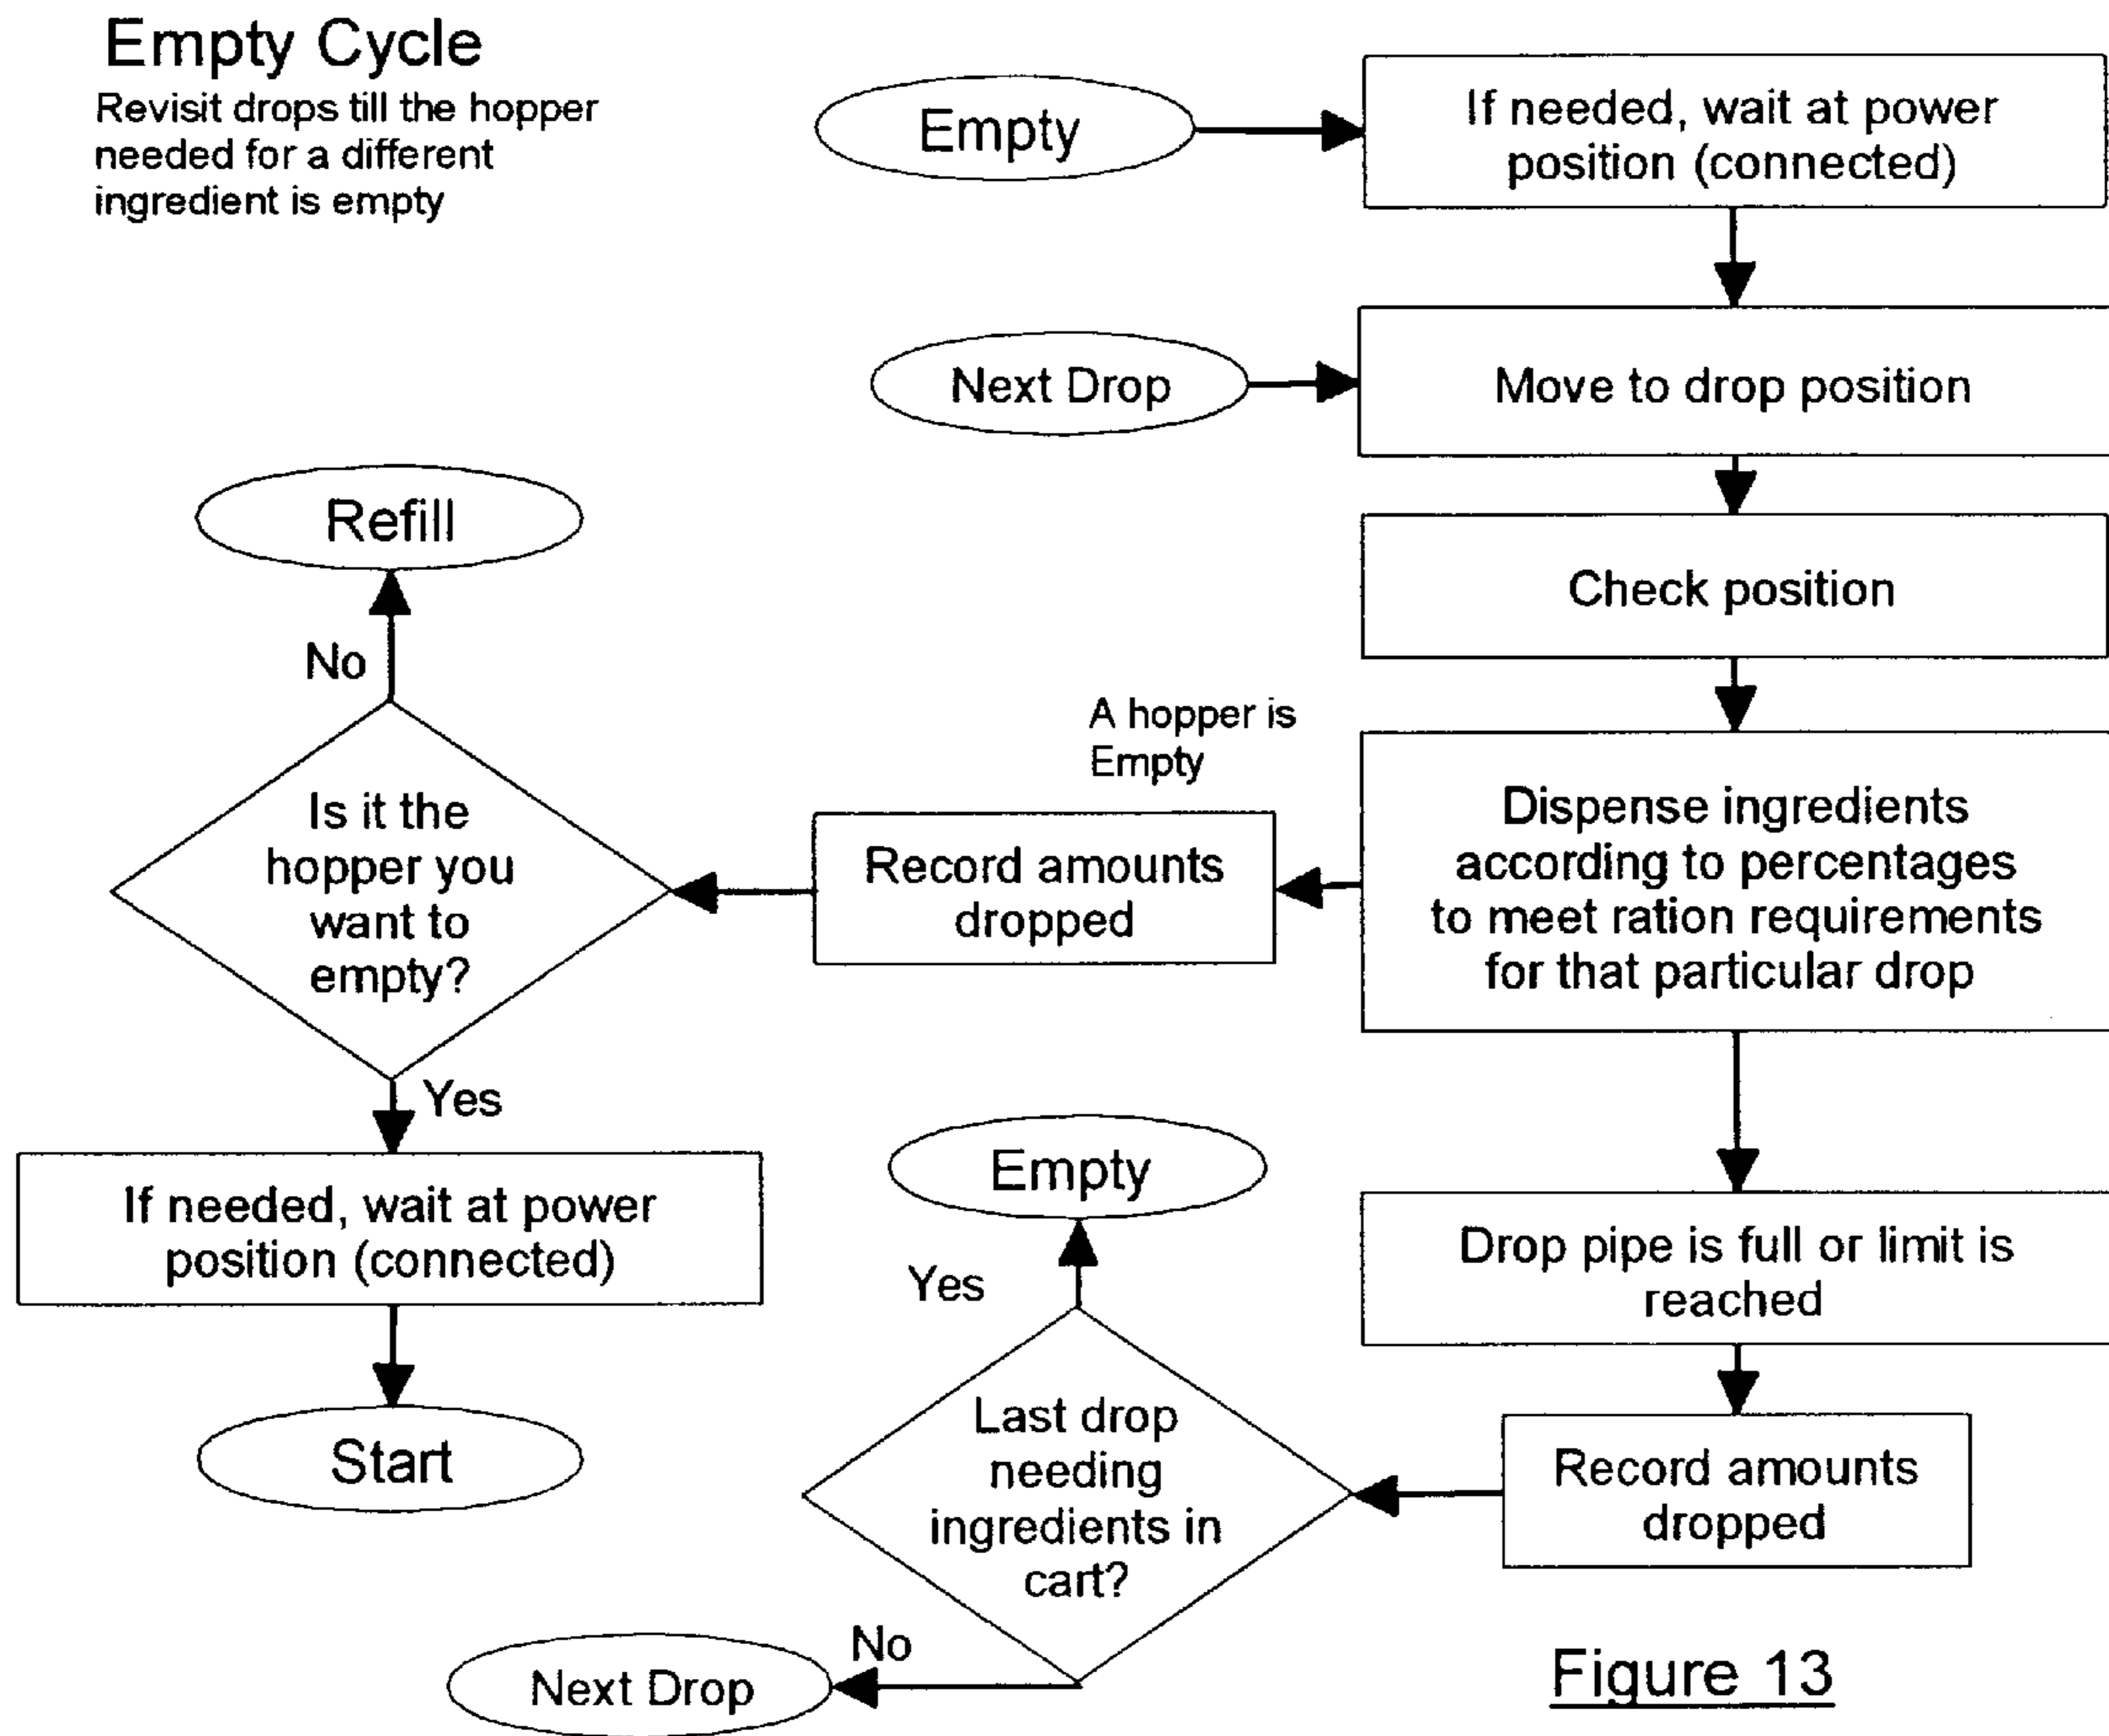 Empty Cycle
Revisit drops till the hopper
needed for a different
ingredient is empty
Empty
If needed, wait at power
position (connected)
Next Drop
Move to drop position
Refill
Check position
No
A hopper is
Empty
Is it the
hopper you
want to
empty?
Record amounts
dropped
Dispense ingredients
according to percentages
to meet ration requirements
for that particular drop
Yes
If needed, wait at power
position (connected)
Empty
Drop pipe is full or limit is
reached
Yes
Start
Last drop
needing
ingredients in
cart?
Record amounts
dropped
No
Next Drop
Figure 13